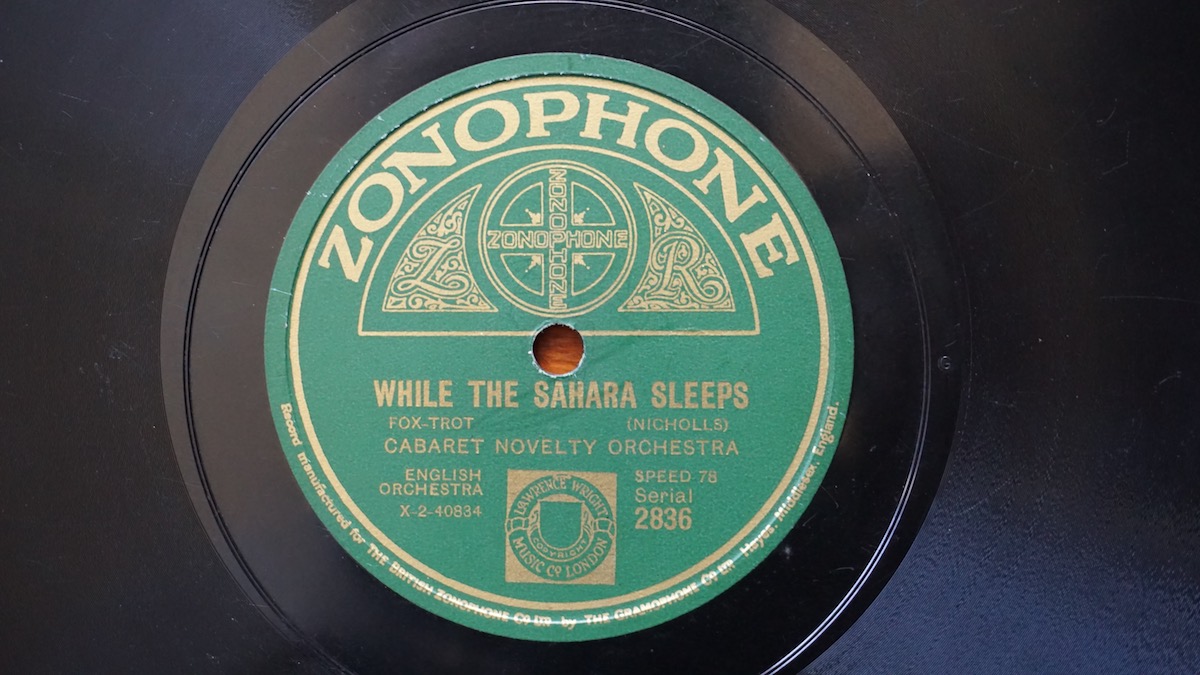 ZONOPHONE
ZONOPHONE
ZONOPHONE
Z
R
WHILE THE SAHARA SLEEPS
FOX-TROT (NICHOLLS)
CABARET NOVELTY ORCHESTRA
ENGLISH
ORCHESTRA
X-2-40834
LAWRENCE WRIGHT
MUSIC Co LONDON
COPYRIGHT
SPEED 78
Serial
2836
Record manufactured for THE BRITISH ZONOPHONE Co LTD by THE GRAMOPHONE Co LTD Hayes, Middlesex, England.